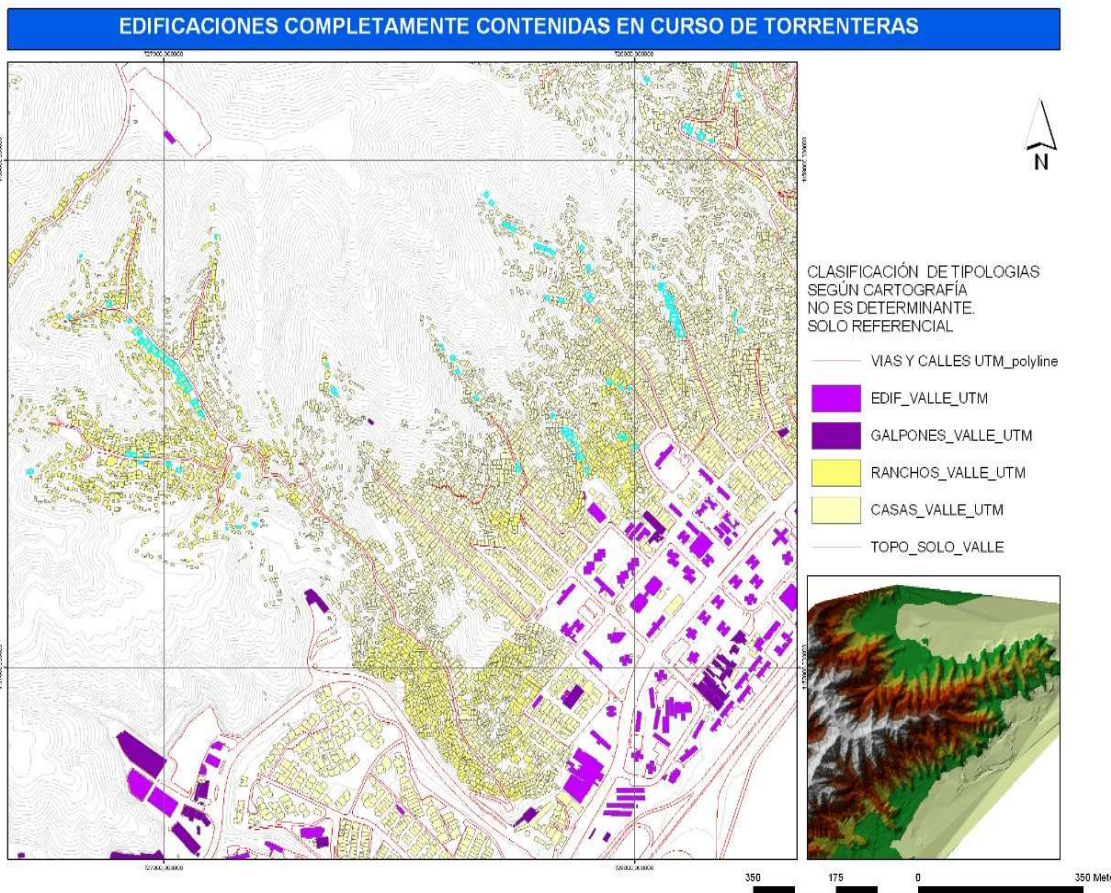 EDIFICACIONES COMPLETAMENTE CONTENIDAS EN CURSO DE TORRENTERAS
N
CLASIFICACIÓN DE TIPOLOGIAS
SEGÚN CARTOGRAFÍA
NO ES DETERMINANTE.
SOLO REFERENCIAL
VIAS Y CALLES UTM_polyline
EDIF_VALLE_UTM
GALPONES_VALLE_UTM
RANCHOS_VALLE_UTM
CASAS_VALLE_UTM
TOPO_SOLO_VALLE
350 175 0 350 Mete